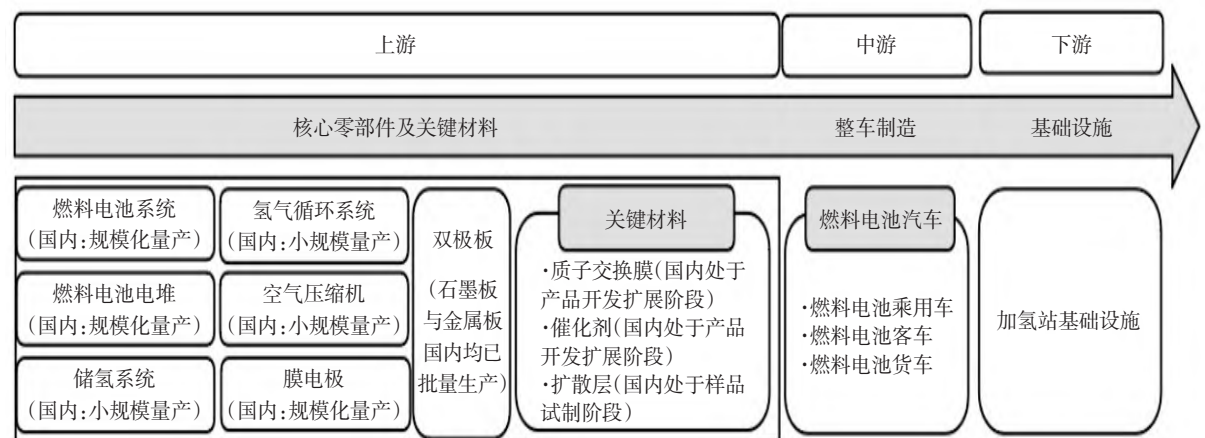 上游
中游
下游
核心零部件及关键材料
整车制造
基础设施
燃料电池系统
(国内:规模化量产)
氢气循环系统
(国内:小规模量产)
燃料电池电堆
(国内:规模化量产)
空气压缩机
(国内:小规模量产)
储氢系统
(国内:小规模量产)
膜电极
(国内:规模化量产)
双极板
(石墨板
与金属板
国内均已
批量生产)
关键材料
·质子交换膜(国内处于
产品开发扩展阶段)
·催化剂(国内处于产品
开发扩展阶段)
·扩散层(国内处于样品
试制阶段)
燃料电池汽车
·燃料电池乘用车
·燃料电池客车
·燃料电池货车
加氢站基础设施